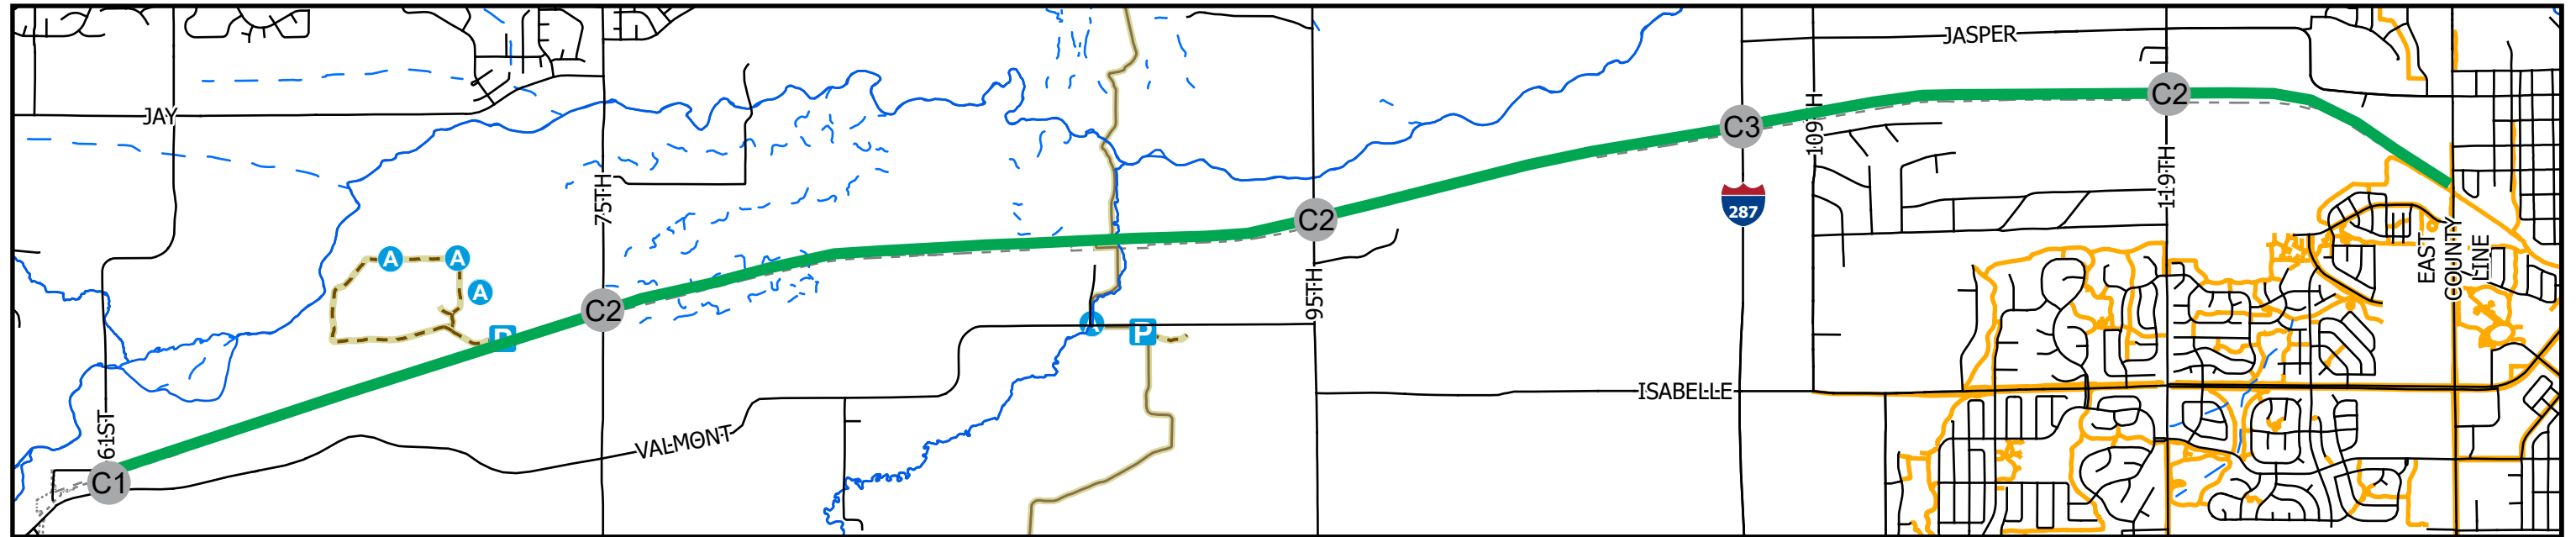 JASPER
C2
JAY
C3
109TH
119TH
75TH
C2
287
A
A
A
EAST
COUNTY
LINE
C2
95TH
P
A
P
ISABELLE
61ST
VALMONT
C1